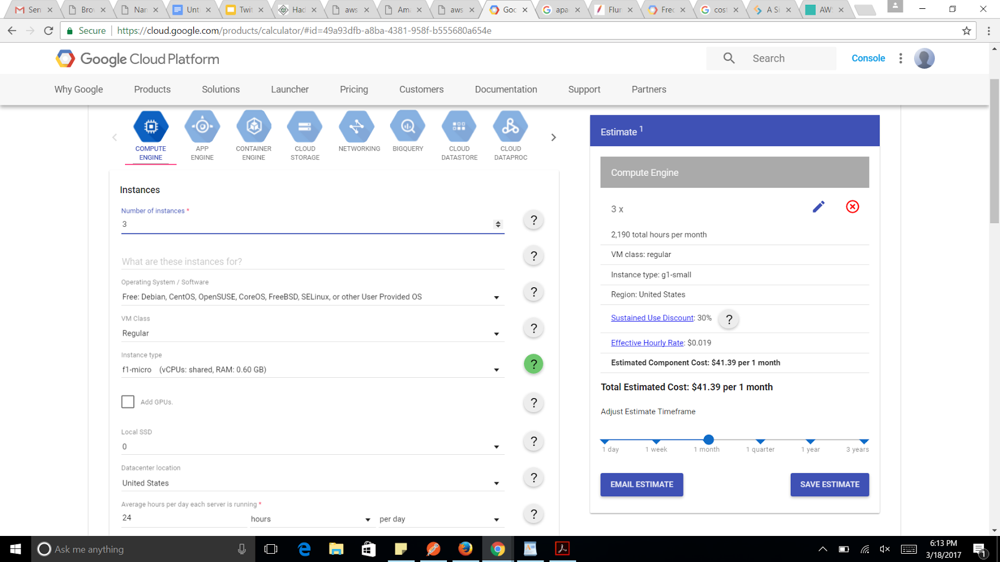 Sen
Bro
Nar
Unt
Twit
Had
aws
Am
aws
Goo
apa
Flur
Free
cost
A Si
AW
Secure
https://cloud.google.com/products/calculator/#id=49a93dfb-a8ba-4381-958f-b555680a654e
Google Cloud Platform
Search
Console
Why Google
Products
Solutions
Launcher
Pricing
Customers
Documentation
Support
Partners
COMPUTE
ENGINE
APP
ENGINE
CONTAINER
ENGINE
CLOUD
STORAGE
NETWORKING
BIGQUERY
CLOUD
DATASTORE
CLOUD
DATAPROC
Instances
Number of instances *
3
?
What are these instances for?
?
Operating System / Software
Free: Debian, CentOS, OpenSUSE, CoreOS, FreeBSD, SELinux, or other User Provided OS
?
VM Class
Regular
?
Instance type
f1-micro (vCPUs: shared, RAM: 0.60 GB)
?
Add GPUs.
?
Local SSD
0
?
Datacenter location
United States
?
Average hours per day each server is running *
24 hours per day
?
Estimate 1
Compute Engine
3 x
2,190 total hours per month
VM class: regular
Instance type: g1-small
Region: United States
Sustained Use Discount: 30% ?
Effective Hourly Rate: $0.019
Estimated Component Cost: $41.39 per 1 month
Total Estimated Cost: $41.39 per 1 month
Adjust Estimate Timeframe
1 day
1 week
1 month
1 quarter
1 year
3 years
EMAIL ESTIMATE
SAVE ESTIMATE
Ask me anything
6:13 PM
3/18/2017
1